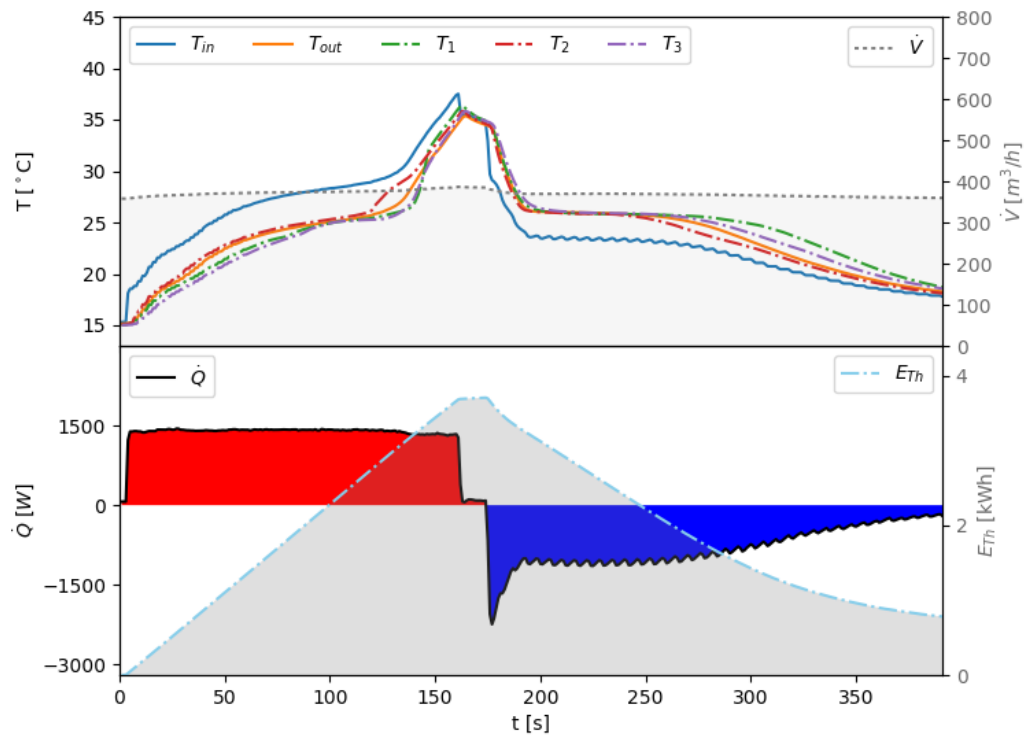 45
40
35
30
25
20
15
T [°C]
T_in T_out T_1 T_2 T_3
V̇
800
700
600
500
400
300
200
100
0
V̇ [m³/h]
Q̇
E_Th
1500
0
−1500
−3000
Q̇ [W]
4
2
0
E_Th [kWh]
0 50 100 150 200 250 300 350
t [s]